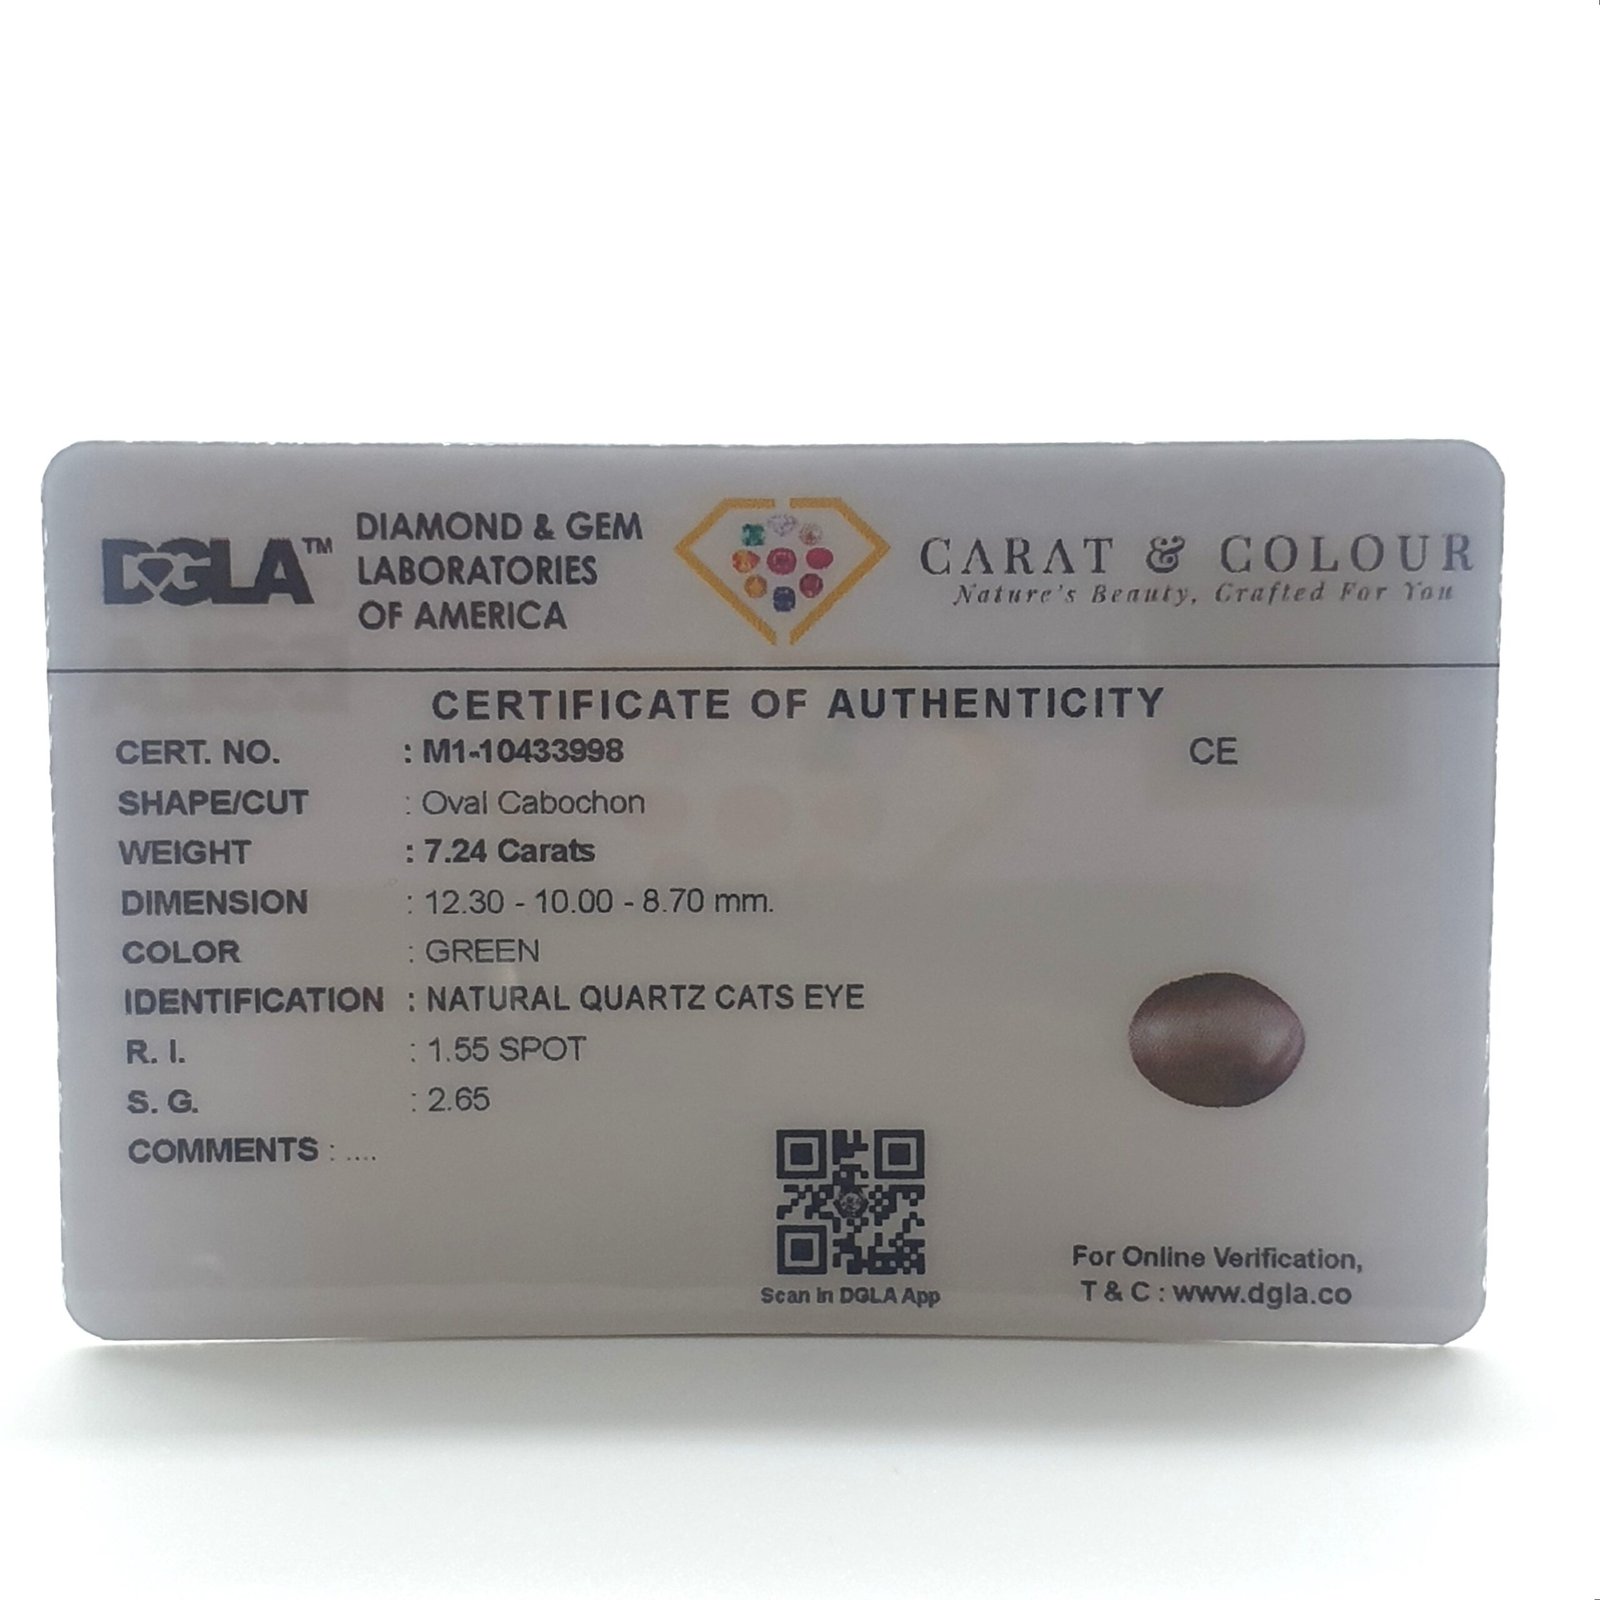 DGLA™
DIAMOND & GEM
LABORATORIES
OF AMERICA
CARAT & COLOUR
Nature's Beauty, Crafted For You
CERTIFICATE OF AUTHENTICITY
CERT. NO. : M1-10433998 CE
SHAPE/CUT : Oval Cabochon
WEIGHT : 7.24 Carats
DIMENSION : 12.30 - 10.00 - 8.70 mm.
COLOR : GREEN
IDENTIFICATION : NATURAL QUARTZ CATS EYE
R. I. : 1.55 SPOT
S. G. : 2.65
COMMENTS : ....
Scan in DGLA App
For Online Verification,
T & C : www.dgla.co